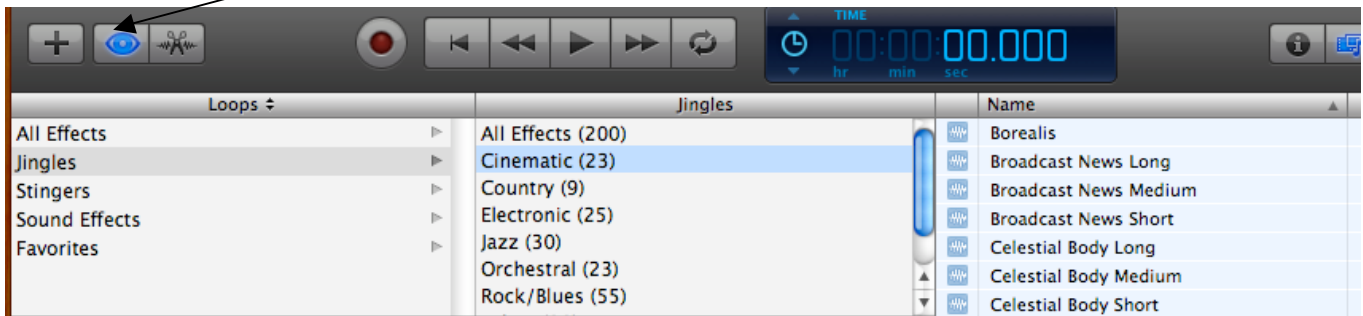 TIME
00:00:00.000
hr min sec
Loops
Jingles
Name
All Effects
Jingles
Stingers
Sound Effects
Favorites
All Effects (200)
Cinematic (23)
Country (9)
Electronic (25)
Jazz (30)
Orchestral (23)
Rock/Blues (55)
Borealis
Broadcast News Long
Broadcast News Medium
Broadcast News Short
Celestial Body Long
Celestial Body Medium
Celestial Body Short